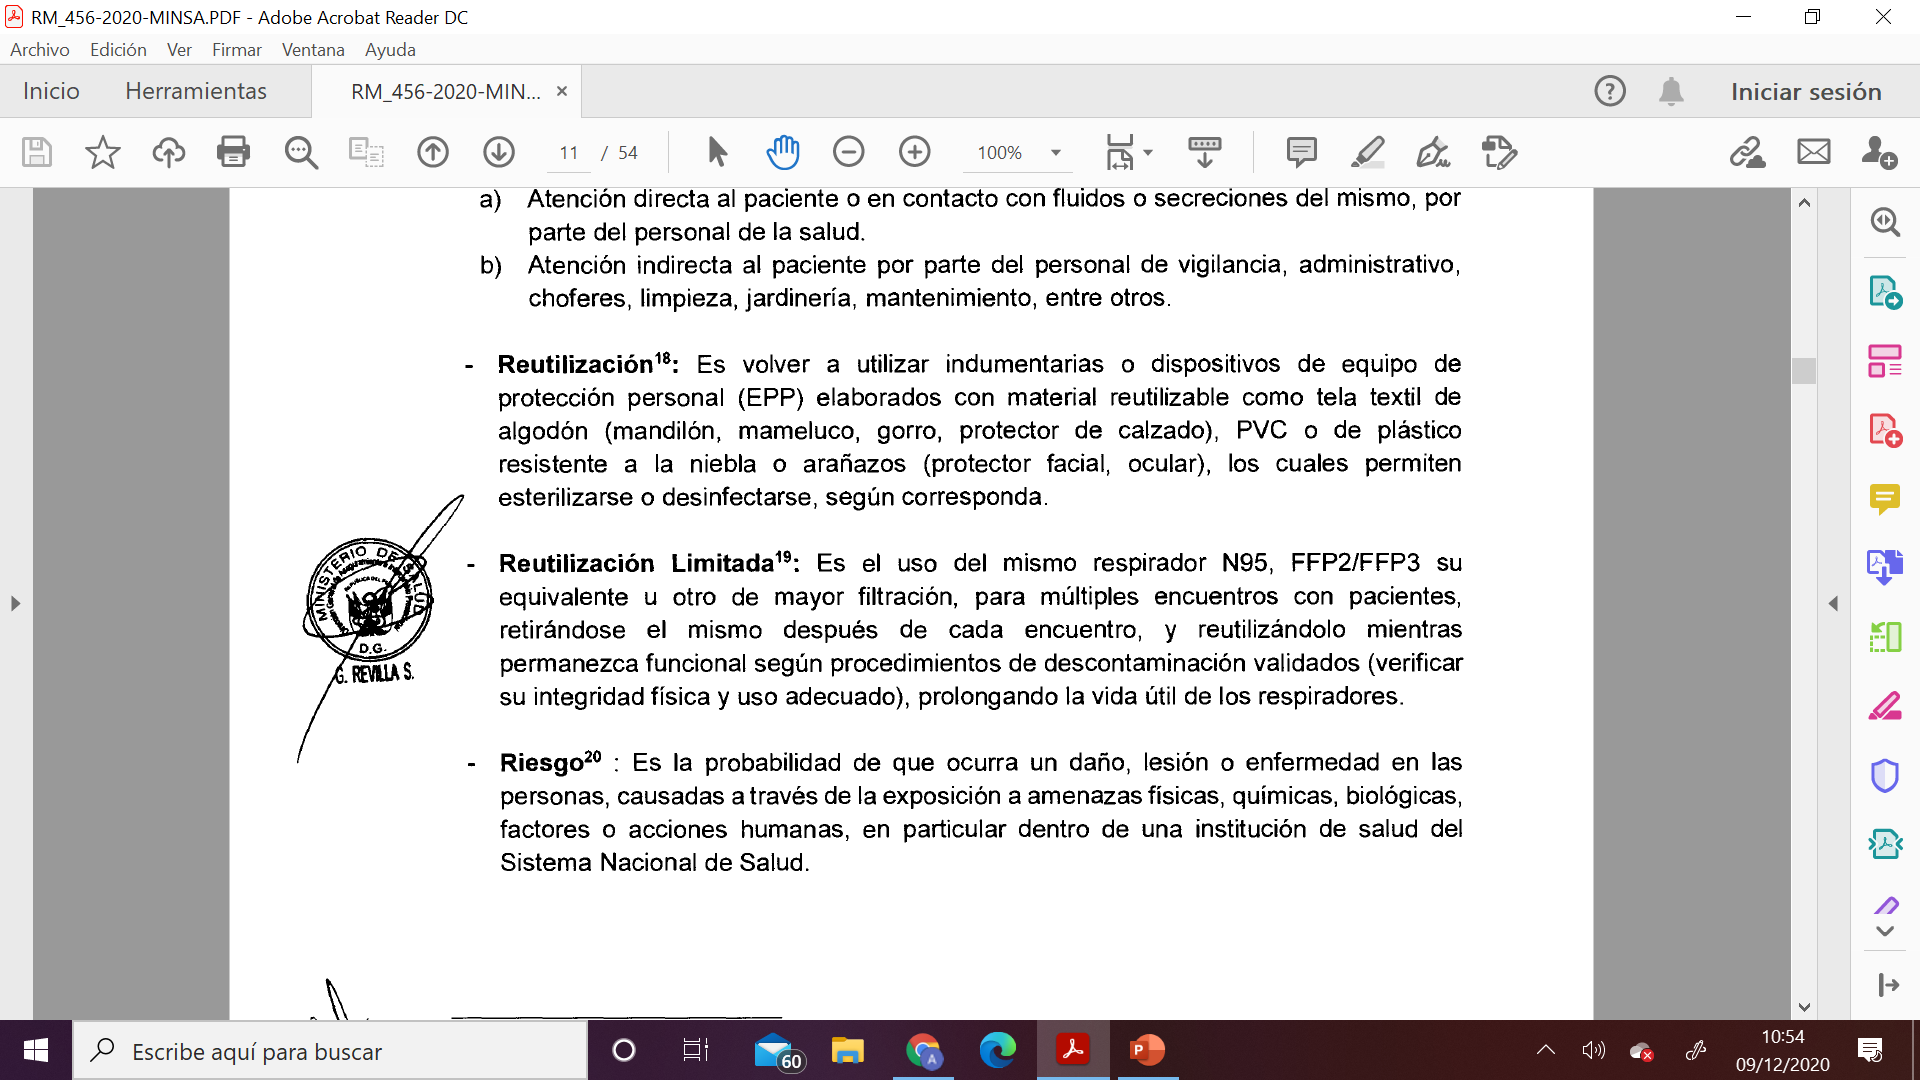 RM_456-2020-MINSA.PDF - Adobe Acrobat Reader DC
Archivo Edición Ver Firmar Ventana Ayuda
Inicio Herramientas RM_456-2020-MIN... × Iniciar sesión
11 / 54 100%
a) Atención directa al paciente o en contacto con fluidos o secreciones del mismo, por
parte del personal de la salud.
b) Atención indirecta al paciente por parte del personal de vigilancia, administrativo,
choferes, limpieza, jardinería, mantenimiento, entre otros.
- Reutilización¹⁸: Es volver a utilizar indumentarias o dispositivos de equipo de
protección personal (EPP) elaborados con material reutilizable como tela textil de
algodón (mandilón, mameluco, gorro, protector de calzado), PVC o de plástico
resistente a la niebla o arañazos (protector facial, ocular), los cuales permiten
esterilizarse o desinfectarse, según corresponda.
- Reutilización Limitada¹⁹: Es el uso del mismo respirador N95, FFP2/FFP3 su
equivalente u otro de mayor filtración, para múltiples encuentros con pacientes,
retirándose el mismo después de cada encuentro, y reutilizándolo mientras
permanezca funcional según procedimientos de descontaminación validados (verificar
su integridad física y uso adecuado), prolongando la vida útil de los respiradores.
MINISTERIO DE SALUD
D.G.
G. REVILLA S.
- Riesgo²⁰ : Es la probabilidad de que ocurra un daño, lesión o enfermedad en las
personas, causadas a través de la exposición a amenazas físicas, químicas, biológicas,
factores o acciones humanas, en particular dentro de una institución de salud del
Sistema Nacional de Salud.
Escribe aquí para buscar
60
A
P
10:54
09/12/2020